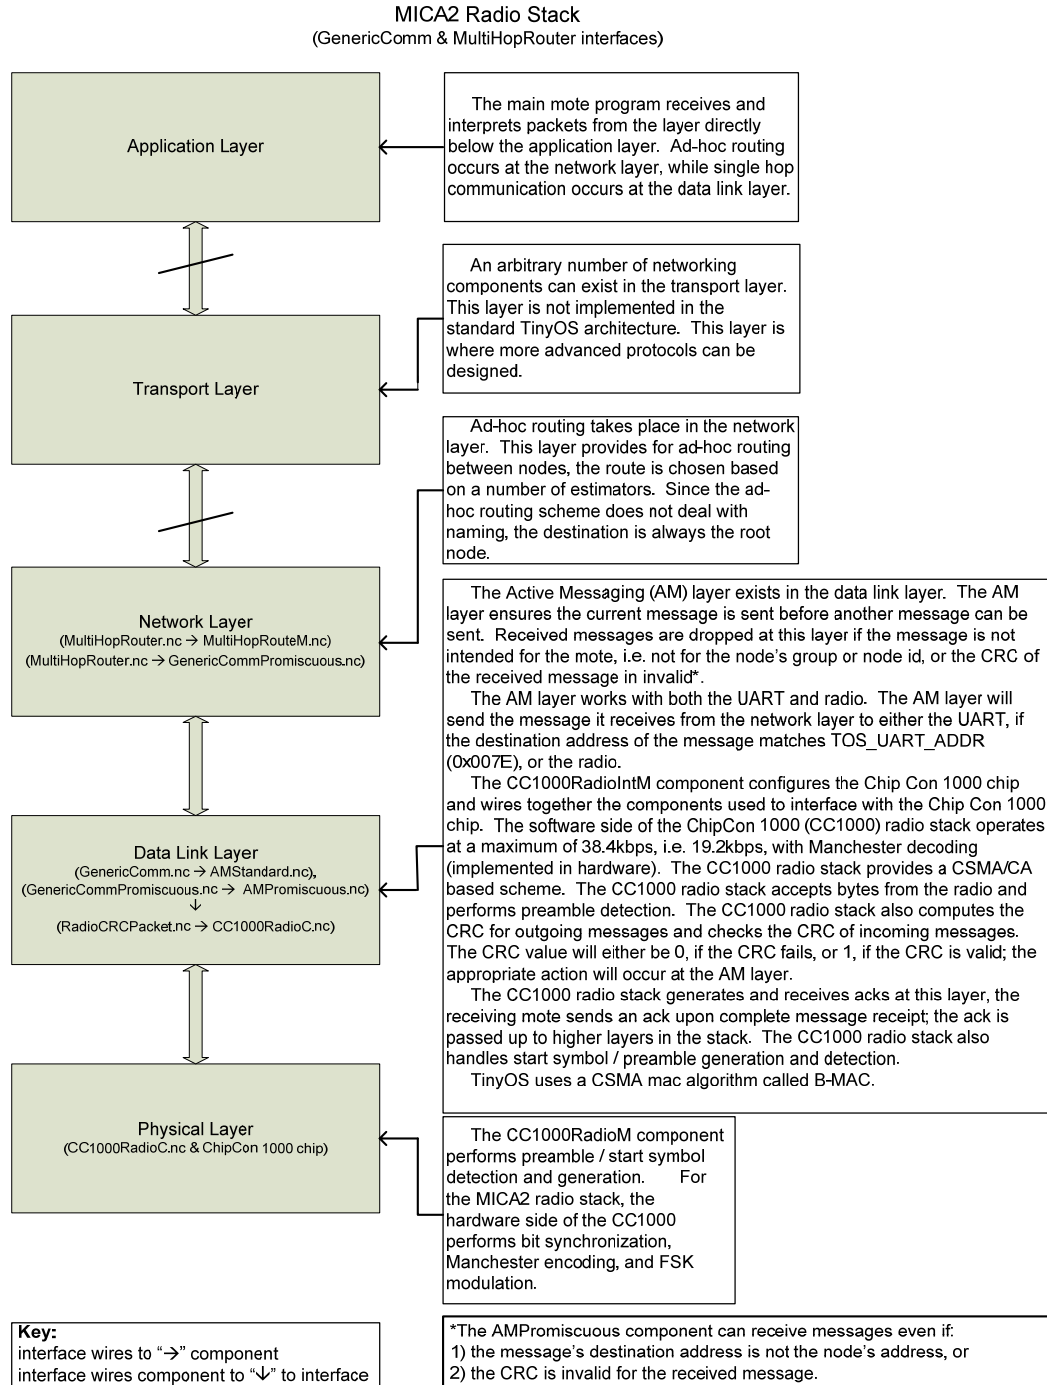 MICA2 Radio Stack
(GenericComm & MultiHopRouter interfaces)
Application Layer
The main mote program receives and
interprets packets from the layer directly
below the application layer. Ad-hoc routing
occurs at the network layer, while single hop
communication occurs at the data link layer.
Transport Layer
An arbitrary number of networking
components can exist in the transport layer.
This layer is not implemented in the
standard TinyOS architecture. This layer is
where more advanced protocols can be
designed.
Network Layer
(MultiHopRouter.nc → MultiHopRouteM.nc)
(MultiHopRouter.nc → GenericCommPromiscuous.nc)
Ad-hoc routing takes place in the network
layer. This layer provides for ad-hoc routing
between nodes, the route is chosen based
on a number of estimators. Since the ad-
hoc routing scheme does not deal with
naming, the destination is always the root
node.
Data Link Layer
(GenericComm.nc → AMStandard.nc),
(GenericCommPromiscuous.nc → AMPromiscuous.nc)
↓
(RadioCRCPacket.nc → CC1000RadioC.nc)
The Active Messaging (AM) layer exists in the data link layer. The AM
layer ensures the current message is sent before another message can be
sent. Received messages are dropped at this layer if the message is not
intended for the mote, i.e. not for the node's group or node id, or the CRC of
the received message in invalid*.
The AM layer works with both the UART and radio. The AM layer will
send the message it receives from the network layer to either the UART, if
the destination address of the message matches TOS_UART_ADDR
(0x007E), or the radio.
The CC1000RadioIntM component configures the Chip Con 1000 chip
and wires together the components used to interface with the Chip Con 1000
chip. The software side of the ChipCon 1000 (CC1000) radio stack operates
at a maximum of 38.4kbps, i.e. 19.2kbps, with Manchester decoding
(implemented in hardware). The CC1000 radio stack provides a CSMA/CA
based scheme. The CC1000 radio stack accepts bytes from the radio and
performs preamble detection. The CC1000 radio stack also computes the
CRC for outgoing messages and checks the CRC of incoming messages.
The CRC value will either be 0, if the CRC fails, or 1, if the CRC is valid; the
appropriate action will occur at the AM layer.
The CC1000 radio stack generates and receives acks at this layer, the
receiving mote sends an ack upon complete message receipt; the ack is
passed up to higher layers in the stack. The CC1000 radio stack also
handles start symbol / preamble generation and detection.
TinyOS uses a CSMA mac algorithm called B-MAC.
Physical Layer
(CC1000RadioC.nc & ChipCon 1000 chip)
The CC1000RadioM component
performs preamble / start symbol
detection and generation. For
the MICA2 radio stack, the
hardware side of the CC1000
performs bit synchronization,
Manchester encoding, and FSK
modulation.
Key:
interface wires to “→” component
interface wires component to “↓” to interface
*The AMPromiscuous component can receive messages even if:
1) the message's destination address is not the node's address, or
2) the CRC is invalid for the received message.